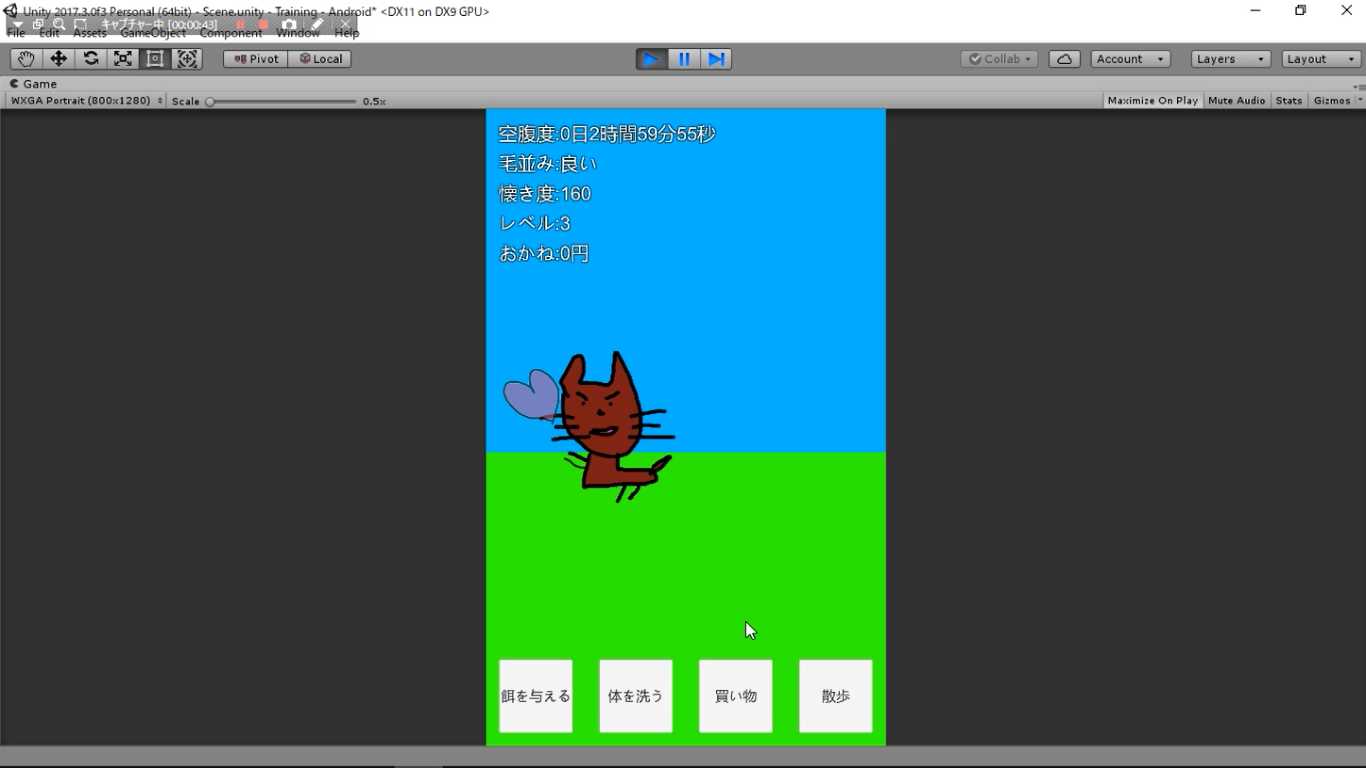 Unity 2017.3.0f3 Personal (64bit) - Scene.unity - Training - Android* <DX11 on DX9 GPU>
キャプチャー中 [00:00:43]
File Edit Assets GameObject Component Window Help
Pivot Local Collab Account Layers Layout
Game
WXGA Portrait (800x1280) Scale 0.5x Maximize On Play Mute Audio Stats Gizmos
空腹度:0日2時間59分55秒
毛並み:良い
懐き度:160
レベル:3
おかね:0円
餌を与える 体を洗う 買い物 散歩